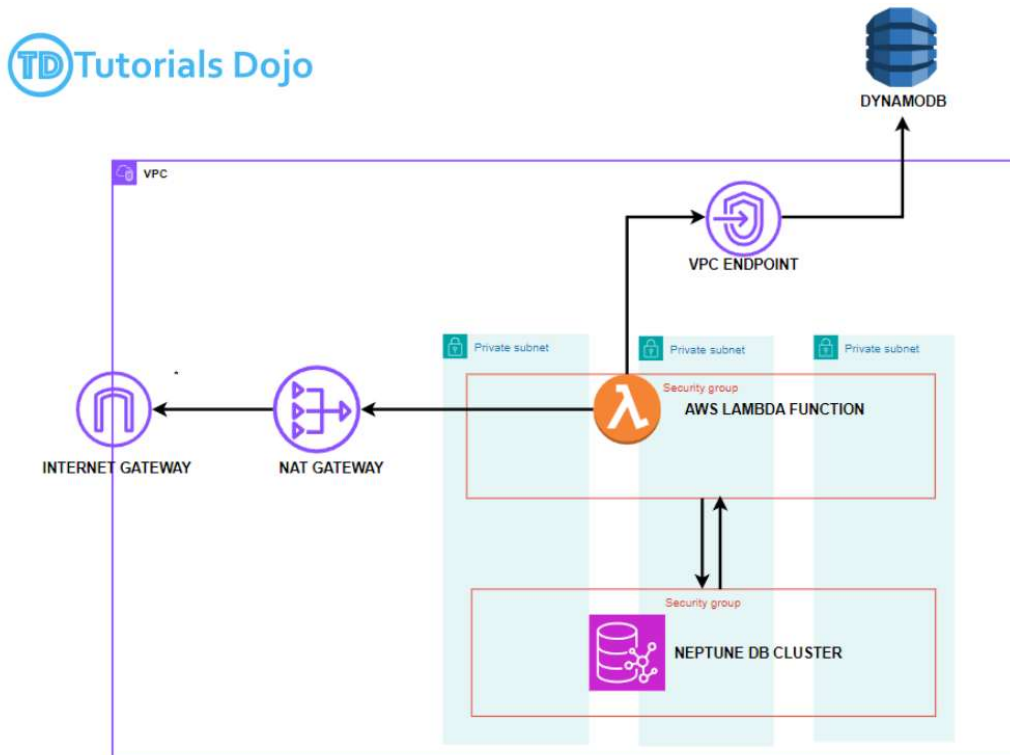 TD Tutorials Dojo
DYNAMODB
VPC
VPC ENDPOINT
Private subnet
Private subnet
Private subnet
Security group
AWS LAMBDA FUNCTION
INTERNET GATEWAY
NAT GATEWAY
Security group
NEPTUNE DB CLUSTER